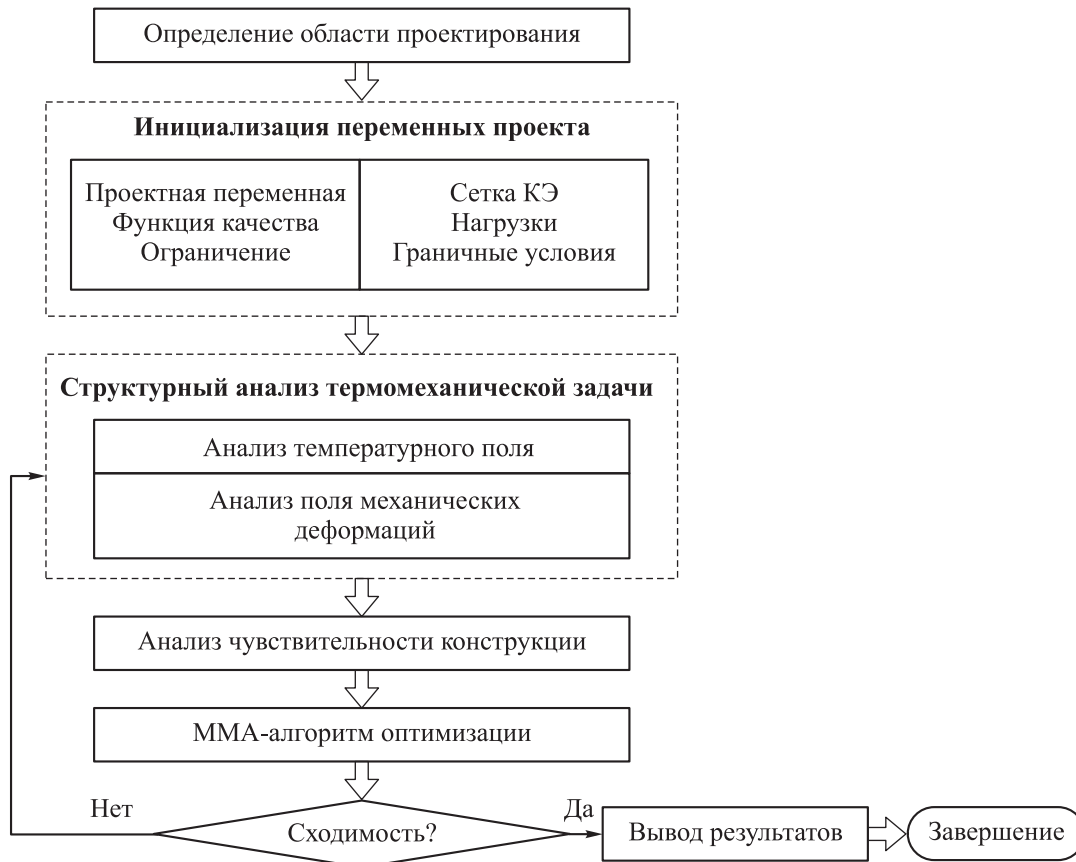 Определение области проектирования
Инициализация переменных проекта
Проектная переменная
Функция качества
Ограничение
Сетка КЭ
Нагрузки
Граничные условия
Структурный анализ термомеханической задачи
Анализ температурного поля
Анализ поля механических
деформаций
Анализ чувствительности конструкции
ММА-алгоритм оптимизации
Нет
Сходимость?
Да
Вывод результатов
Завершение